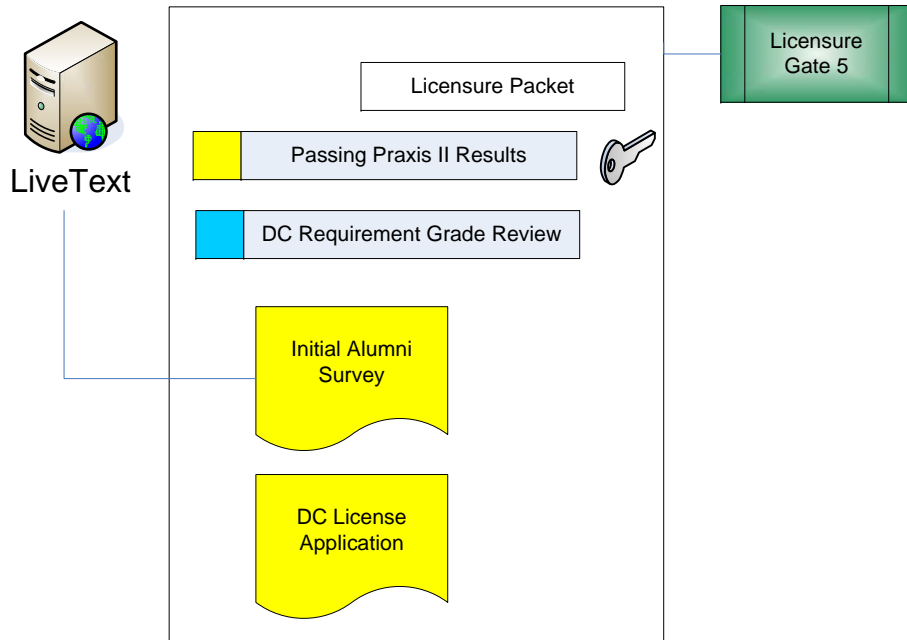 Licensure
Gate 5
Licensure Packet
Passing Praxis II Results
LiveText
DC Requirement Grade Review
Initial Alumni
Survey
DC License
Application